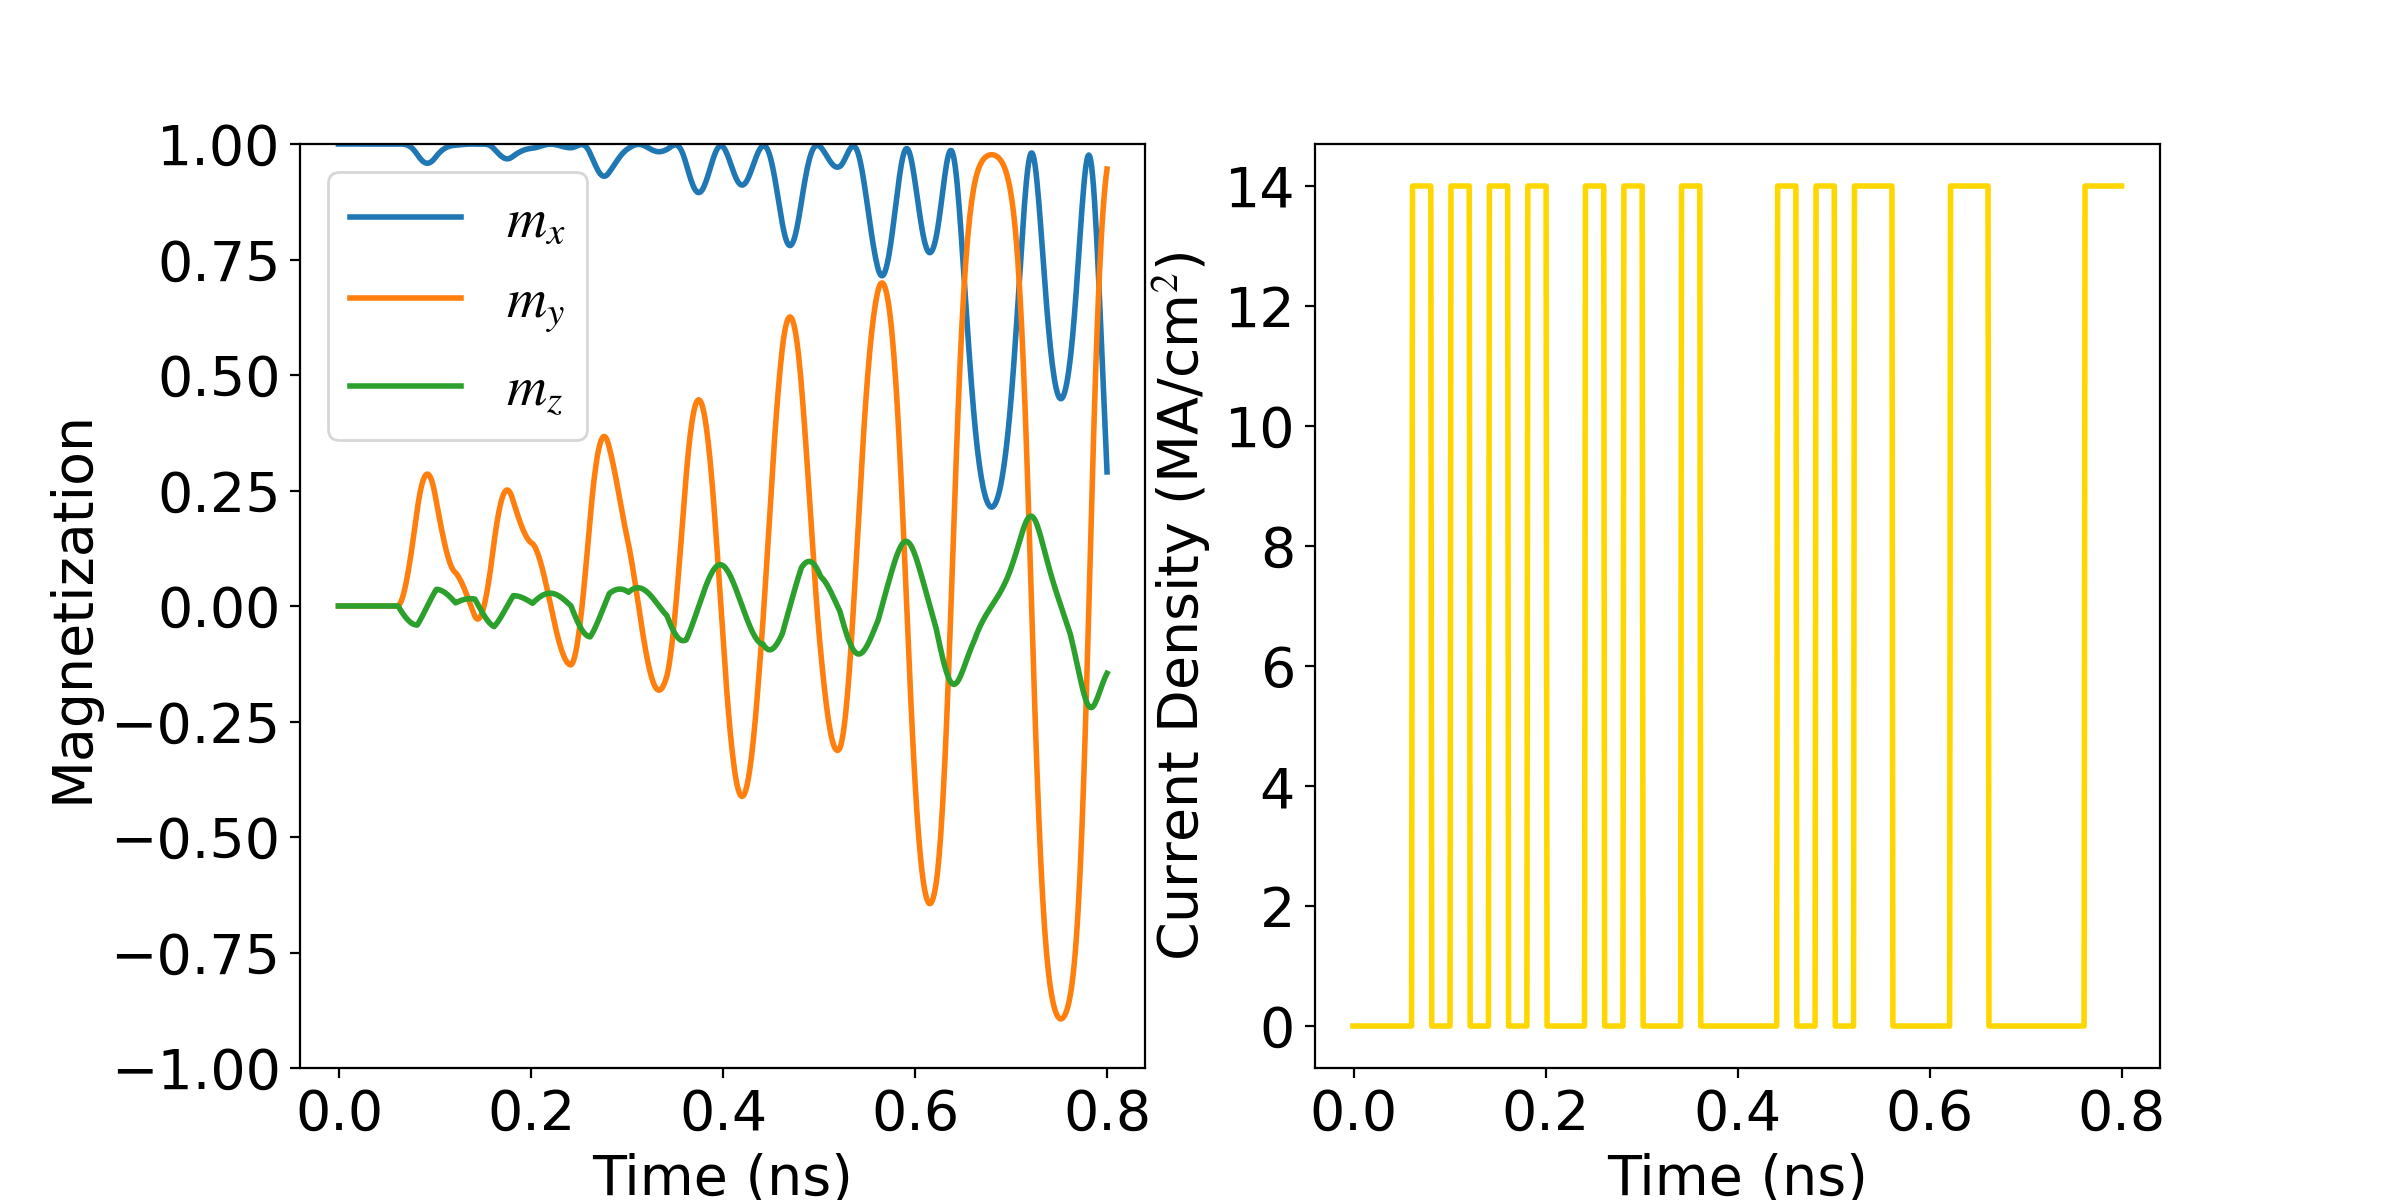 Magnetization
1.00
0.75
0.50
0.25
0.00
−0.25
−0.50
−0.75
−1.00
m_x
m_y
m_z
0.0 0.2 0.4 0.6 0.8
Time (ns)
Current Density (MA/cm²)
14
12
10
8
6
4
2
0
0.0 0.2 0.4 0.6 0.8
Time (ns)